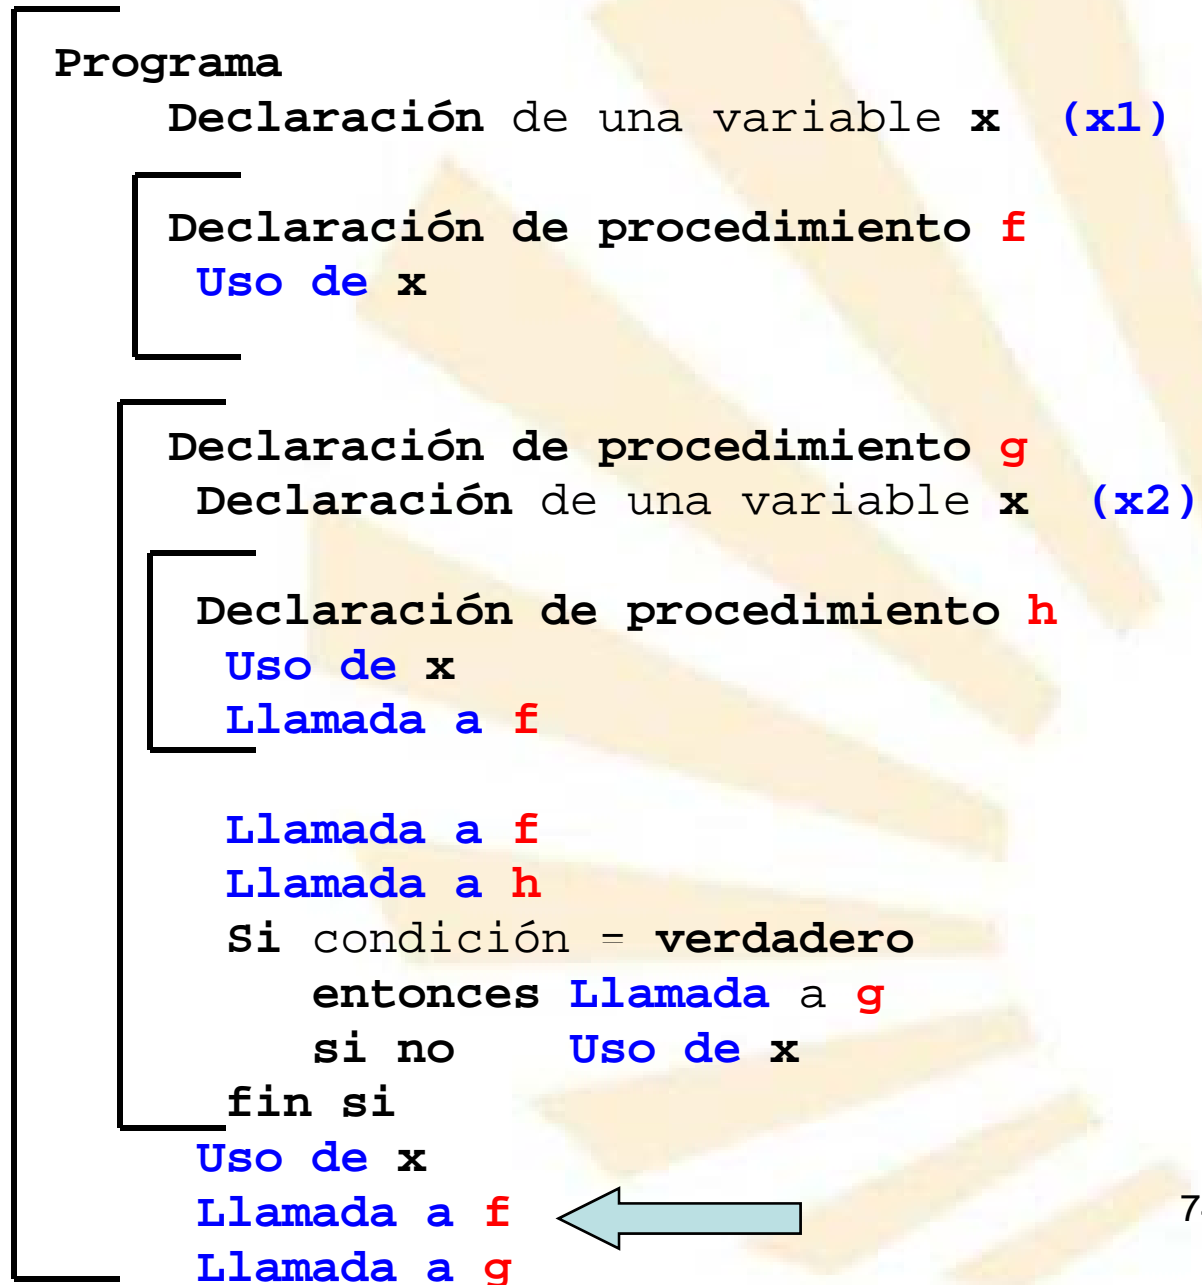 Programa
Declaración de una variable x (x1)
Declaración de procedimiento f
Uso de x
Declaración de procedimiento g
Declaración de una variable x (x2)
Declaración de procedimiento h
Uso de x
Llamada a f
Llamada a f
Llamada a h
Si condición = verdadero
entonces Llamada a g
si no Uso de x
fin si
Uso de x
Llamada a f
Llamada a g